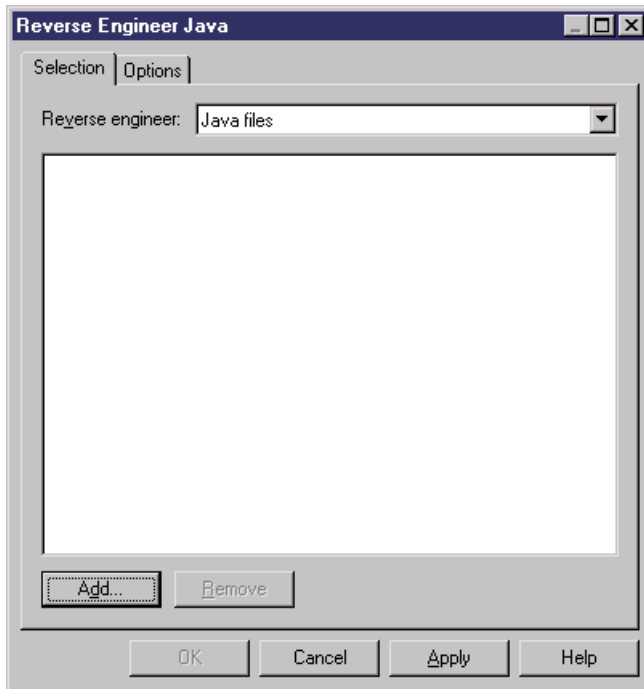 Reverse Engineer Java
Selection Options
Reverse engineer: Java files
Add... Remove
OK Cancel Apply Help